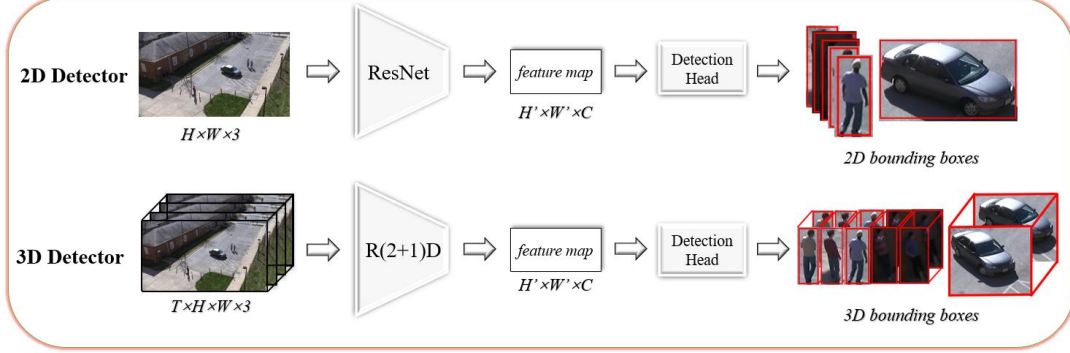 2D Detector
H×W×3
ResNet
feature map
H'×W'×C
Detection
Head
2D bounding boxes
3D Detector
T×H×W×3
R(2+1)D
feature map
H'×W'×C
Detection
Head
3D bounding boxes